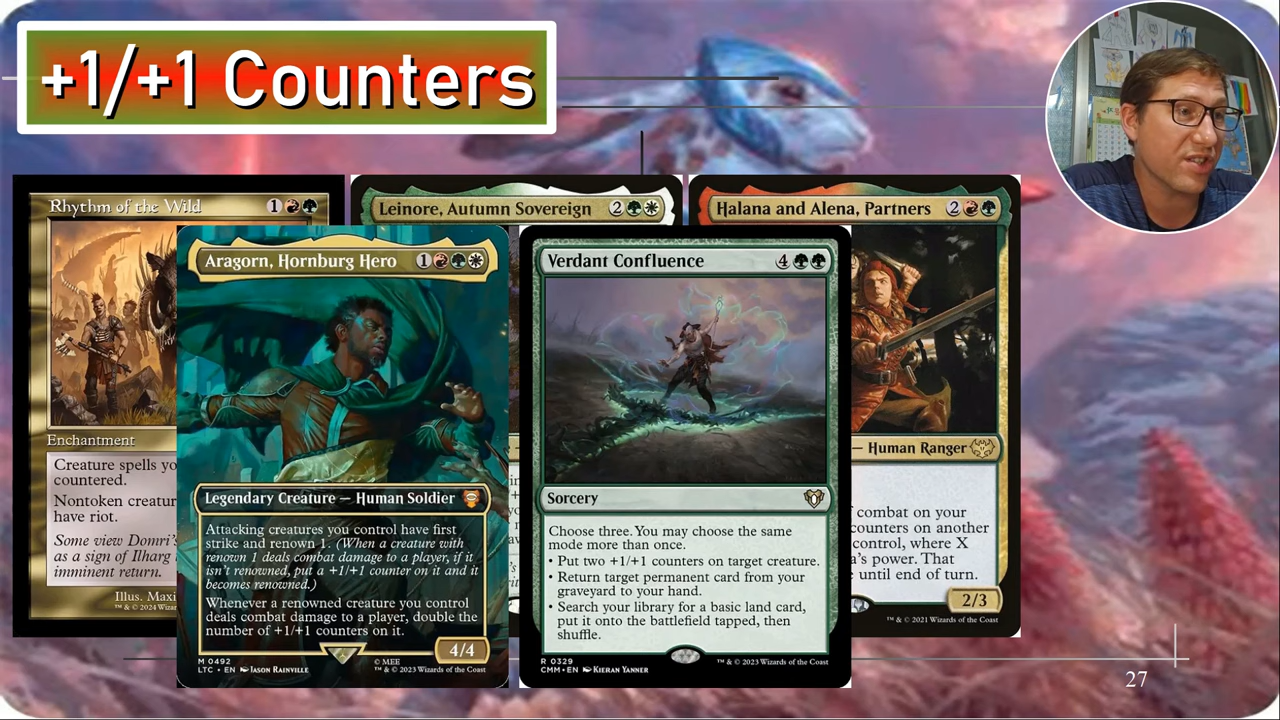 +1/+1 Counters
Rhythm of the Wild 1
Enchantment
Creature spells yo
countered.
Nontoken creatur
have riot.
Some view Domri's
as a sign of Ilharg
imminent return.
Illus. Maxi
™ & © 2024 Wizar
Leinore, Autumn Sovereign 2
Halana and Alena, Partners 2
— Human Ranger
f combat on your
counters on another
control, where X
a's power. That
until end of turn.
2/3
™ & © 2021 Wizards of the Coast
Aragorn, Hornburg Hero 1
Legendary Creature — Human Soldier
Attacking creatures you control have first
strike and renown 1. (When a creature with
renown 1 deals combat damage to a player, if it
isn't renowned, put a +1/+1 counter on it and it
becomes renowned.)
Whenever a renowned creature you control
deals combat damage to a player, double the
number of +1/+1 counters on it.
4/4
M 0492
LTC • EN Jason Rainville
© MEE
™ & © 2023 Wizards of the Coast
Verdant Confluence 4
Sorcery
Choose three. You may choose the same
mode more than once.
• Put two +1/+1 counters on target creature.
• Return target permanent card from your
graveyard to your hand.
• Search your library for a basic land card,
put it onto the battlefield tapped, then
shuffle.
R 0329
CMM • EN Kieran Yanner
™ & © 2023 Wizards of the Coast
27